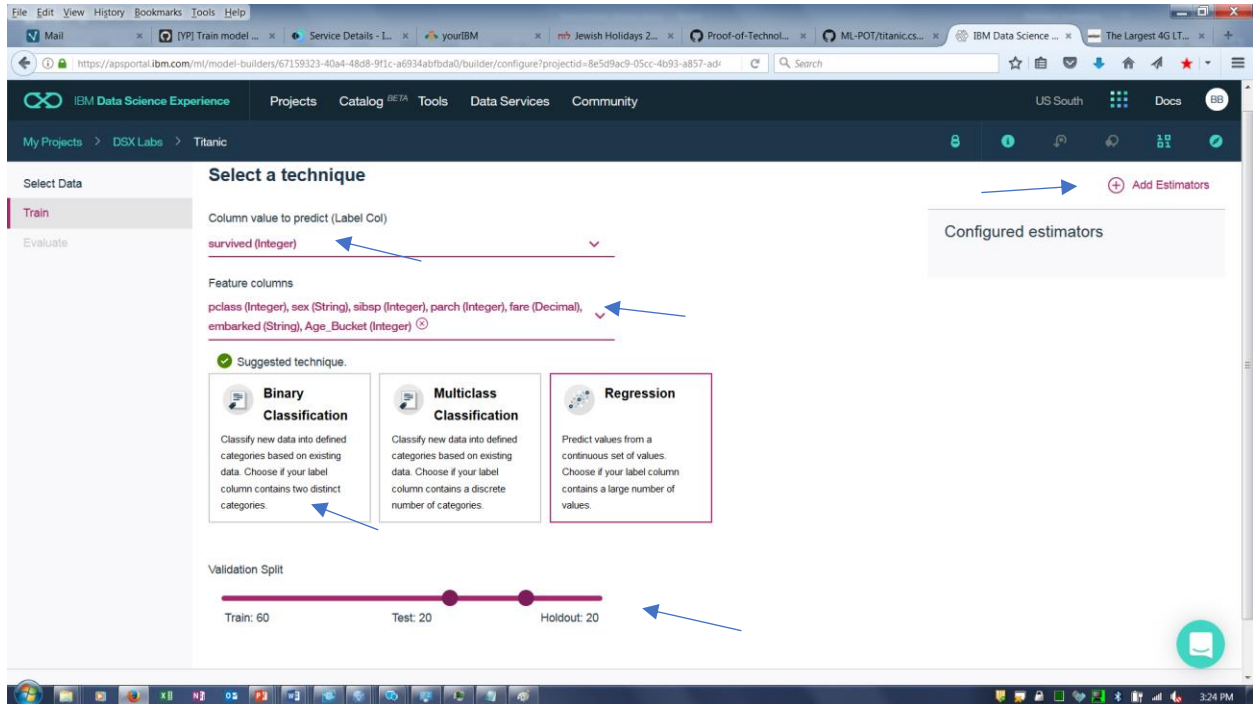 File Edit View History Bookmarks Tools Help
Mail
[YP] Train model ...
Service Details - I...
yourIBM
Jewish Holidays 2...
Proof-of-Technol...
ML-POT/titanic.cs...
IBM Data Science ...
The Largest 4G LT...
https://apsportal.ibm.com/ml/model-builders/67159323-40a4-48d8-9f1c-a6934abfbda0/builder/configure?projectid=8e5d9ac9-05cc-4b93-a857-ad
Search
IBM Data Science Experience
Projects Catalog BETA Tools Data Services Community
US South
Docs
BB
My Projects > DSX Labs > Titanic
Select Data
Train
Evaluate
Select a technique
Column value to predict (Label Col)
survived (Integer)
Feature columns
pclass (Integer), sex (String), sibsp (Integer), parch (Integer), fare (Decimal),
embarked (String), Age_Bucket (Integer)
Suggested technique.
Binary
Classification
Classify new data into defined
categories based on existing
data. Choose if your label
column contains two distinct
categories.
Multiclass
Classification
Classify new data into defined
categories based on existing
data. Choose if your label
column contains a discrete
number of categories.
Regression
Predict values from a
continuous set of values.
Choose if your label column
contains a large number of
values.
Validation Split
Train: 60 Test: 20 Holdout: 20
Add Estimators
Configured estimators
3:24 PM